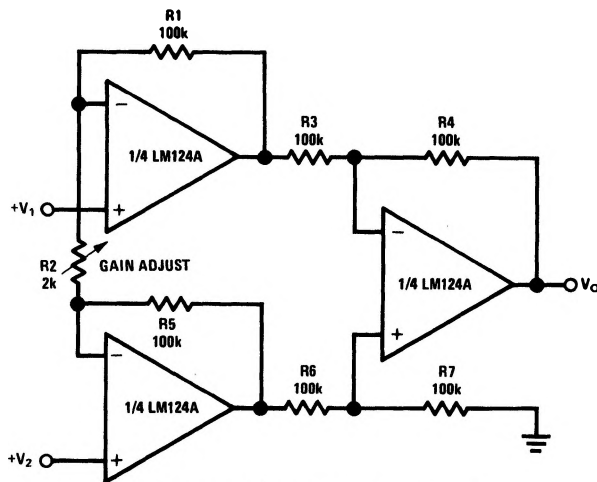 R1
100k
R3
100k
R4
100k
−
1/4 LM124A
+V1
+
−
1/4 LM124A
VO
+
R2
2k
GAIN ADJUST
R5
100k
−
1/4 LM124A
R6
100k
R7
100k
+V2
+